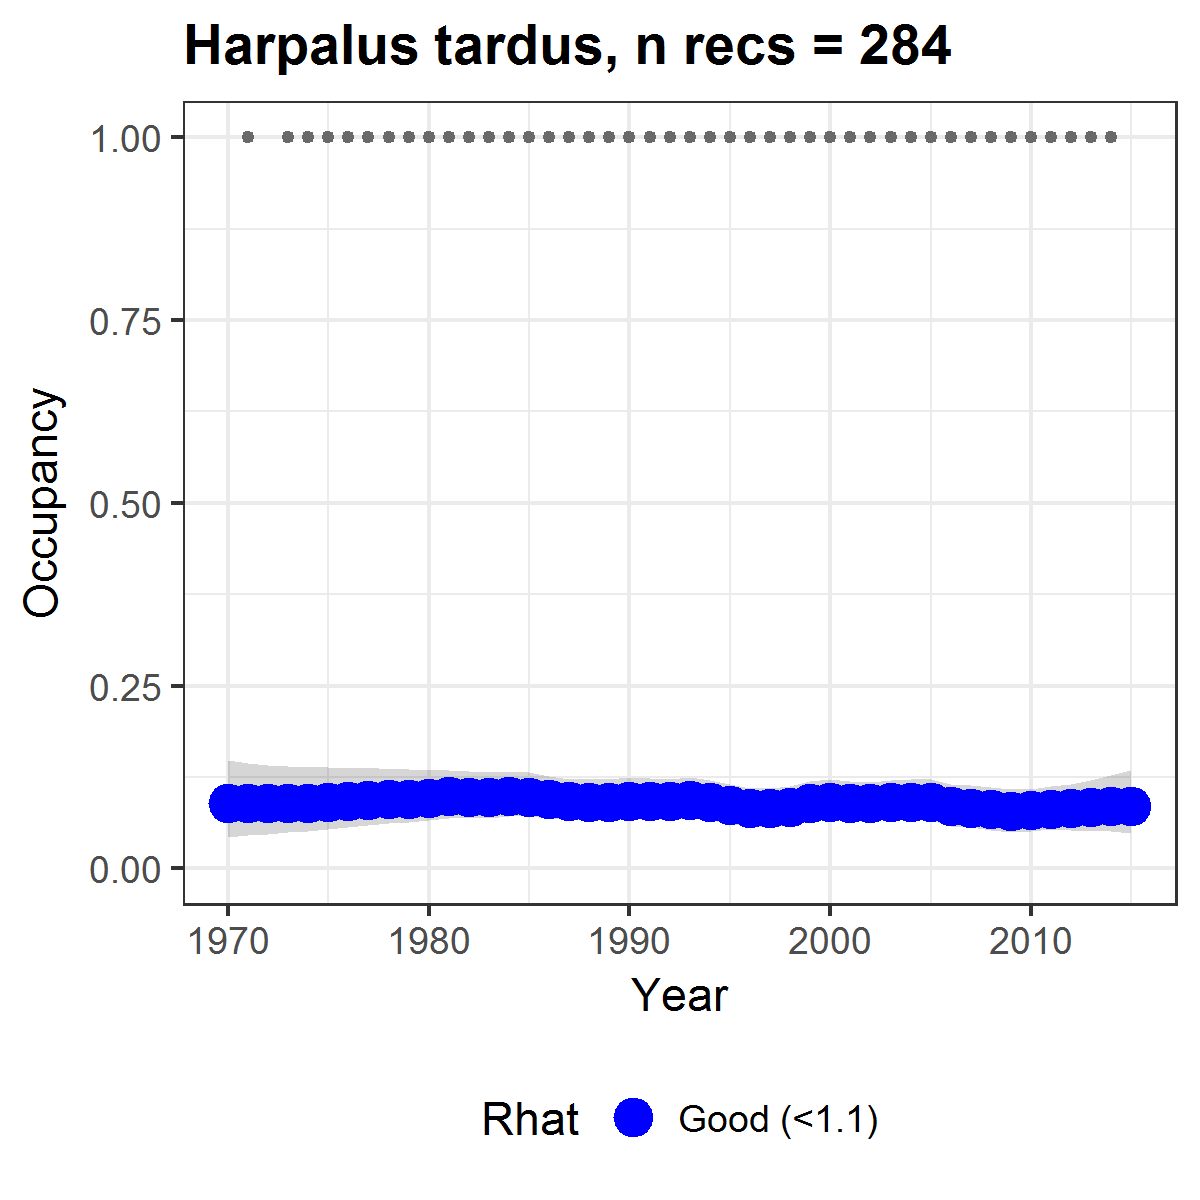 Harpalus tardus, n recs = 284
1.00
0.75
0.50
0.25
0.00
Occupancy
1970 1980 1990 2000 2010
Year
Rhat Good (<1.1)